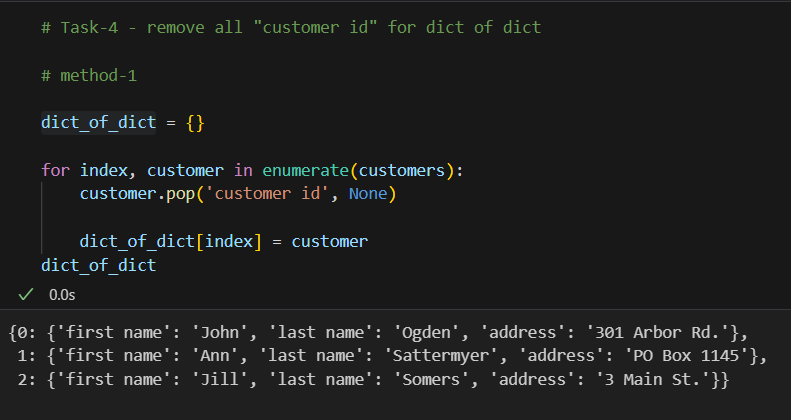 # Task-4 - remove all "customer id" for dict of dict
# method-1
dict_of_dict = {}
for index, customer in enumerate(customers):
    customer.pop('customer id', None)
    dict_of_dict[index] = customer
dict_of_dict
0.0s
{0: {'first name': 'John', 'last name': 'Ogden', 'address': '301 Arbor Rd.'},
 1: {'first name': 'Ann', 'last name': 'Sattermyer', 'address': 'PO Box 1145'},
 2: {'first name': 'Jill', 'last name': 'Somers', 'address': '3 Main St.'}}